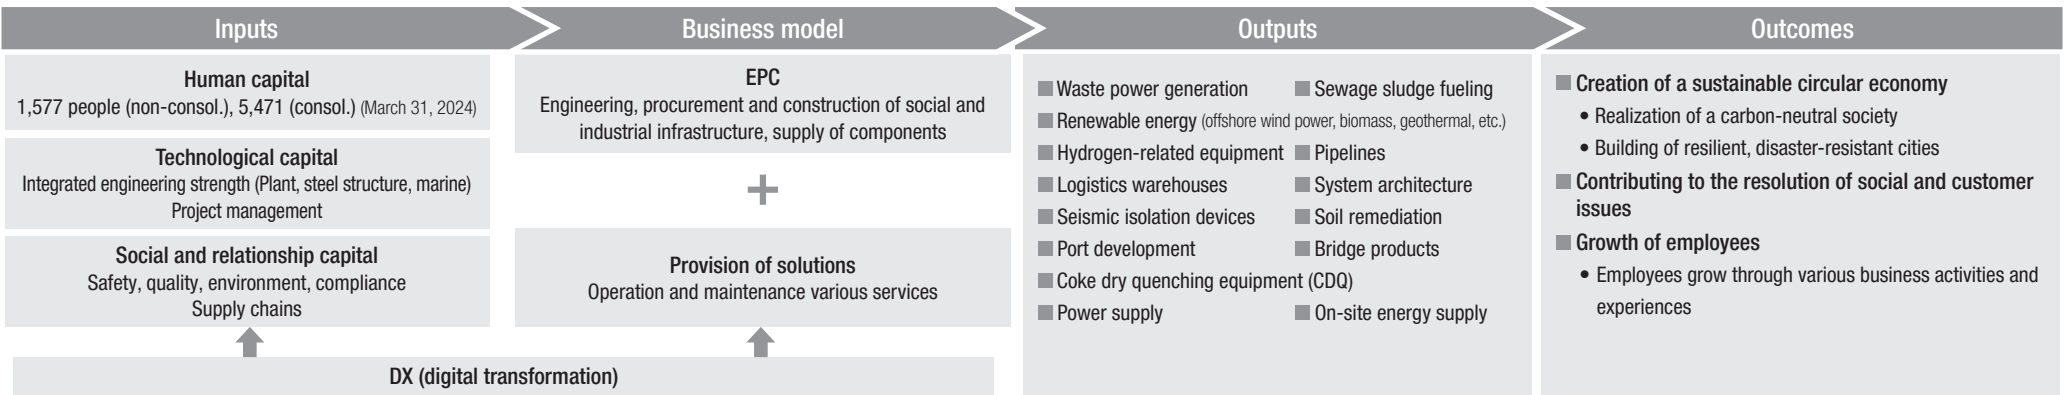 Inputs
Human capital
1,577 people (non-consol.), 5,471 (consol.) (March 31, 2024)
Technological capital
Integrated engineering strength (Plant, steel structure, marine)
Project management
Social and relationship capital
Safety, quality, environment, compliance
Supply chains
Business model
EPC
Engineering, procurement and construction of social and
industrial infrastructure, supply of components
+
Provision of solutions
Operation and maintenance various services
DX (digital transformation)
Outputs
■ Waste power generation ■ Sewage sludge fueling
■ Renewable energy (offshore wind power, biomass, geothermal, etc.)
■ Hydrogen-related equipment ■ Pipelines
■ Logistics warehouses ■ System architecture
■ Seismic isolation devices ■ Soil remediation
■ Port development ■ Bridge products
■ Coke dry quenching equipment (CDQ)
■ Power supply ■ On-site energy supply
Outcomes
■ Creation of a sustainable circular economy
• Realization of a carbon-neutral society
• Building of resilient, disaster-resistant cities
■ Contributing to the resolution of social and customer
issues
■ Growth of employees
• Employees grow through various business activities and
experiences